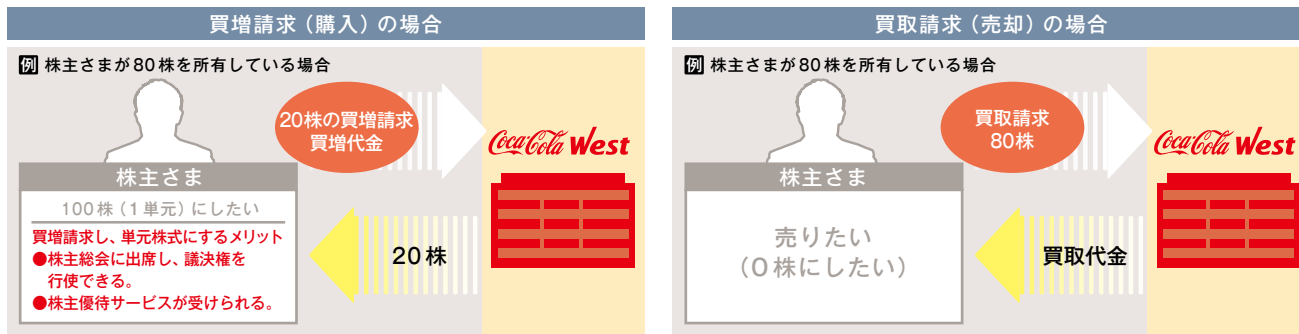 買増請求（購入）の場合
例 株主さまが80株を所有している場合
20株の買増請求
買増代金
Coca-Cola West
株主さま
100株（1単元）にしたい
買増請求し、単元株式にするメリット
●株主総会に出席し、議決権を
行使できる。
●株主優待サービスが受けられる。
20株
買取請求（売却）の場合
例 株主さまが80株を所有している場合
買取請求
80株
Coca-Cola West
株主さま
売りたい
（0株にしたい）
買取代金